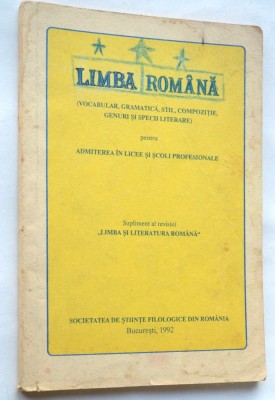 LIMBA ROMÂNĂ
(VOCABULAR, GRAMATICĂ, STIL, COMPOZIȚIE,
GENURI ȘI SPECII LITERARE)
pentru
ADMITEREA ÎN LICEE ȘI ȘCOLI PROFESIONALE
Supliment al revistei
„LIMBA ȘI LITERATURA ROMÂNĂ”
SOCIETATEA DE ȘTIINȚE FILOLOGICE DIN ROMÂNIA
București, 1992